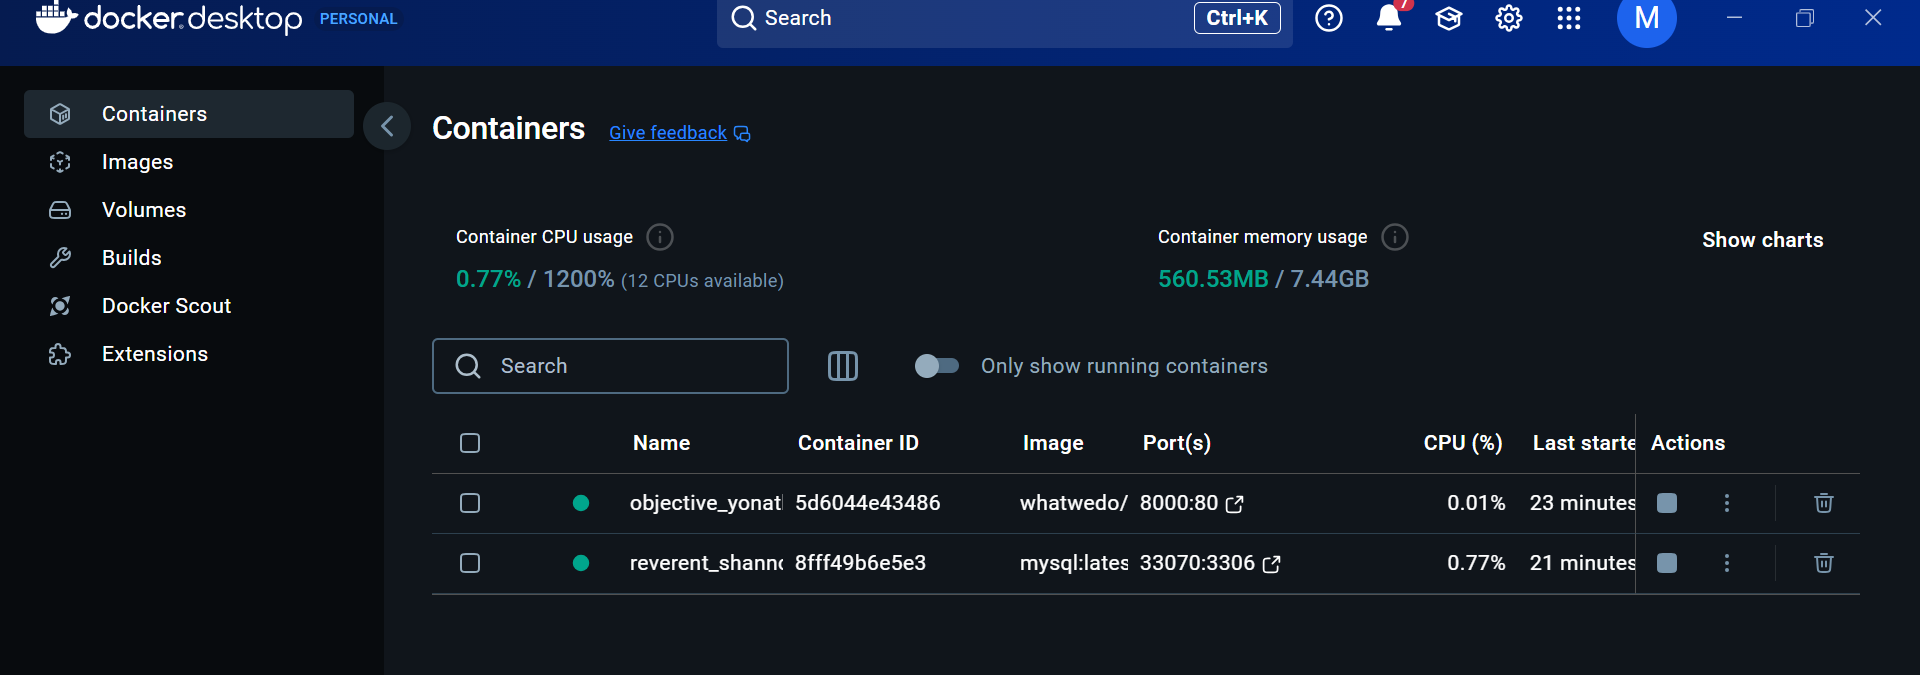 docker desktop PERSONAL
Search
Ctrl+K
7
M
Containers
Images
Volumes
Builds
Docker Scout
Extensions
Containers
Give feedback
Container CPU usage
0.77% / 1200% (12 CPUs available)
Container memory usage
560.53MB / 7.44GB
Show charts
Search
Only show running containers
Name Container ID Image Port(s) CPU (%) Last starte Actions
objective_yonat 5d6044e43486 whatwedo/ 8000:80 0.01% 23 minutes
reverent_shann 8fff49b6e5e3 mysql:lates 33070:3306 0.77% 21 minutes